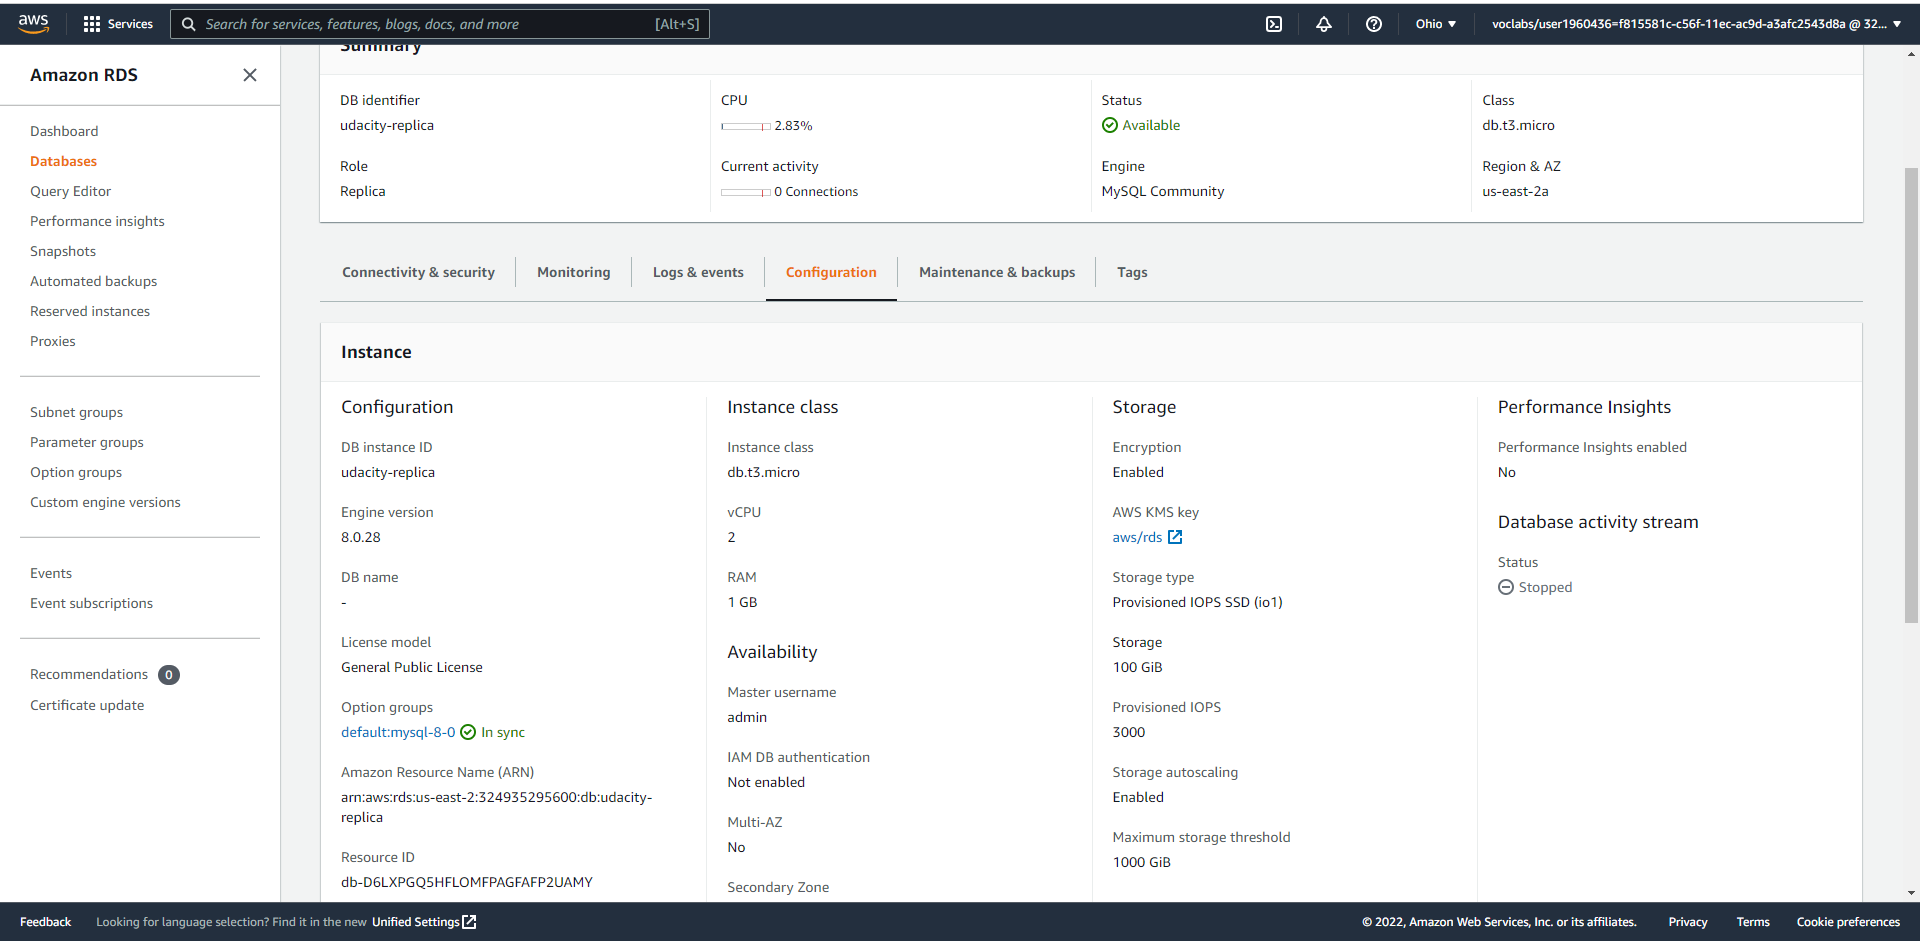 aws
Services
Search for services, features, blogs, docs, and more
[Alt+S]
Ohio
voclabs/user1960436=f815581c-c56f-11ec-ac9d-a3afc2543d8a @ 32...
Amazon RDS
Dashboard
Databases
Query Editor
Performance insights
Snapshots
Automated backups
Reserved instances
Proxies
Subnet groups
Parameter groups
Option groups
Custom engine versions
Events
Event subscriptions
Recommendations 0
Certificate update
Summary
DB identifier
udacity-replica
Role
Replica
CPU
2.83%
Current activity
0 Connections
Status
Available
Engine
MySQL Community
Class
db.t3.micro
Region & AZ
us-east-2a
Connectivity & security
Monitoring
Logs & events
Configuration
Maintenance & backups
Tags
Instance
Configuration
DB instance ID
udacity-replica
Engine version
8.0.28
DB name
-
License model
General Public License
Option groups
default:mysql-8-0 In sync
Amazon Resource Name (ARN)
arn:aws:rds:us-east-2:324935295600:db:udacity-
replica
Resource ID
db-D6LXPGQ5HFLOMFPAGFAFP2UAMY
Instance class
Instance class
db.t3.micro
vCPU
2
RAM
1 GB
Availability
Master username
admin
IAM DB authentication
Not enabled
Multi-AZ
No
Secondary Zone
Storage
Encryption
Enabled
AWS KMS key
aws/rds
Storage type
Provisioned IOPS SSD (io1)
Storage
100 GiB
Provisioned IOPS
3000
Storage autoscaling
Enabled
Maximum storage threshold
1000 GiB
Performance Insights
Performance Insights enabled
No
Database activity stream
Status
Stopped
Feedback
Looking for language selection? Find it in the new Unified Settings
© 2022, Amazon Web Services, Inc. or its affiliates.
Privacy
Terms
Cookie preferences